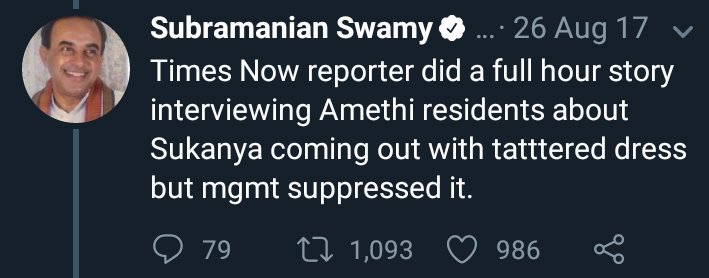 Subramanian Swamy ... · 26 Aug 17
Times Now reporter did a full hour story
interviewing Amethi residents about
Sukanya coming out with tatttered dress
but mgmt suppressed it.
79 1,093 986